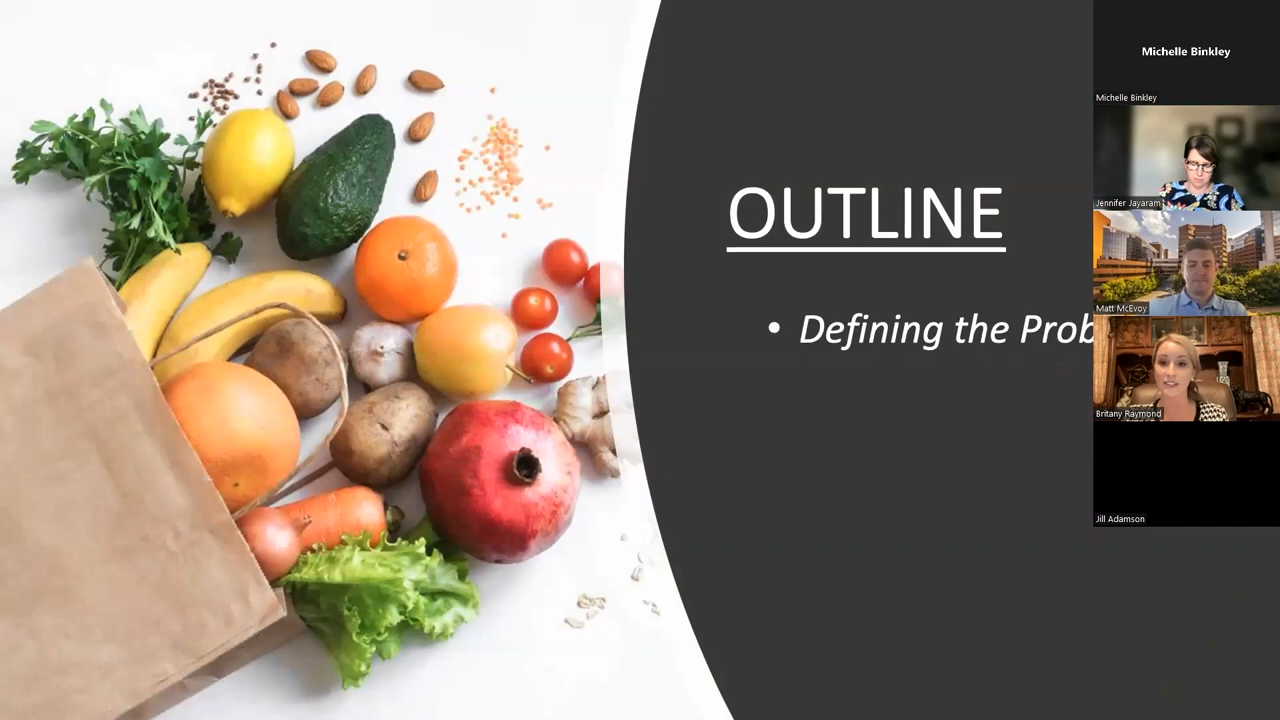 Michelle Binkley
Michelle Binkley
OUTLINE
Jennifer Jayaram
• Defining the Prob
Matt McEvoy
Britany Raymond
Jill Adamson